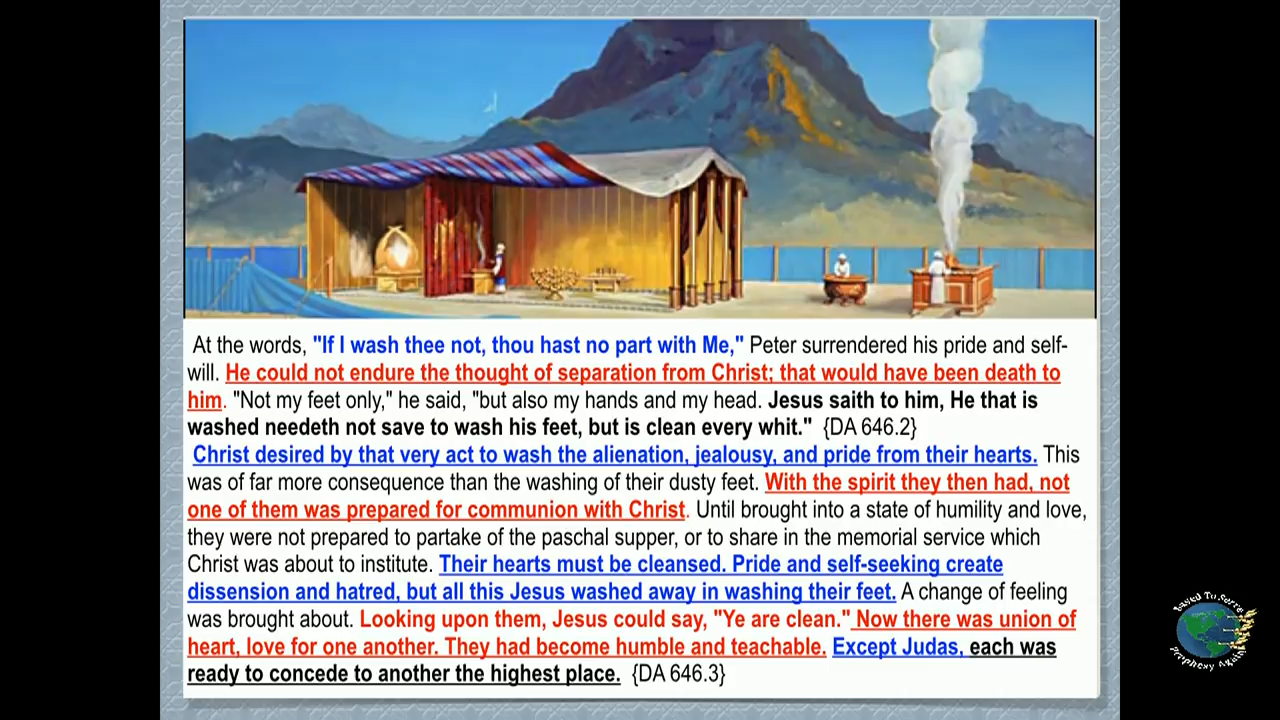 At the words, "If I wash thee not, thou hast no part with Me," Peter surrendered his pride and self-
will. He could not endure the thought of separation from Christ; that would have been death to
him. "Not my feet only," he said, "but also my hands and my head. Jesus saith to him, He that is
washed needeth not save to wash his feet, but is clean every whit." {DA 646.2}
Christ desired by that very act to wash the alienation, jealousy, and pride from their hearts. This
was of far more consequence than the washing of their dusty feet. With the spirit they then had, not
one of them was prepared for communion with Christ. Until brought into a state of humility and love,
they were not prepared to partake of the paschal supper, or to share in the memorial service which
Christ was about to institute. Their hearts must be cleansed. Pride and self-seeking create
dissension and hatred, but all this Jesus washed away in washing their feet. A change of feeling
was brought about. Looking upon them, Jesus could say, "Ye are clean." Now there was union of
heart, love for one another. They had become humble and teachable. Except Judas, each was
ready to concede to another the highest place. {DA 646.3}
Prophesy Again